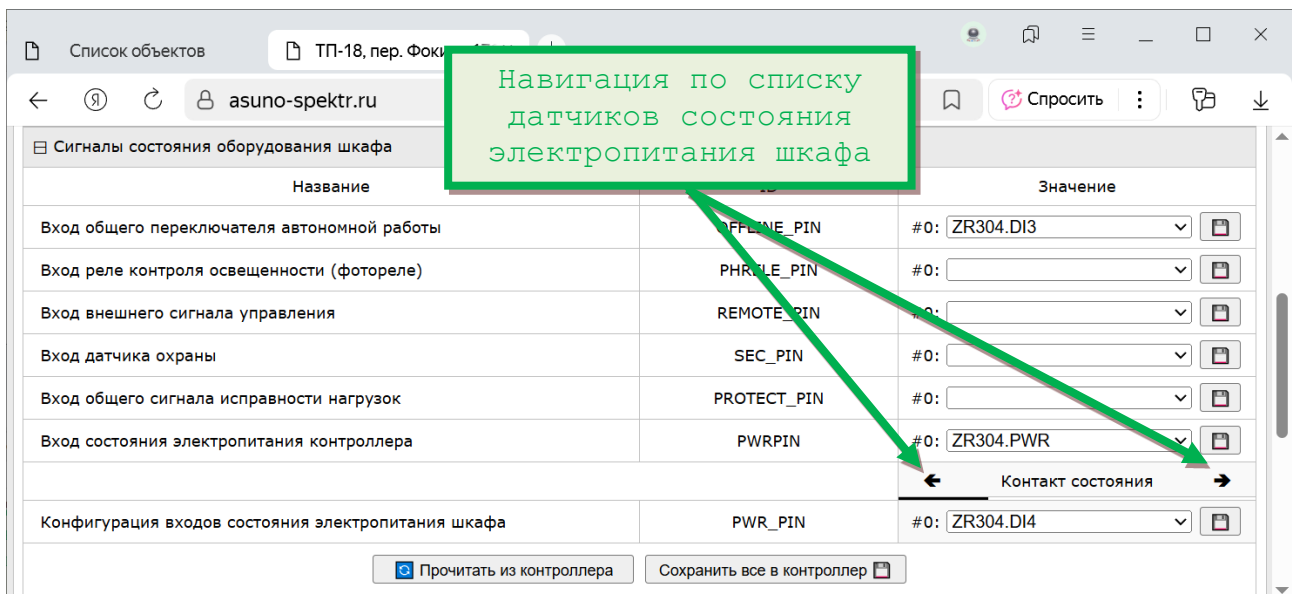 Список объектов
ТП-18, пер. Фоки
Навигация по списку
датчиков состояния
электропитания шкафа
asuno-spektr.ru
Спросить
Сигналы состояния оборудования шкафа
Название Значение
Вход общего переключателя автономной работы OFFLINE_PIN #0: ZR304.DI3
Вход реле контроля освещенности (фотореле) PHRELE_PIN #0:
Вход внешнего сигнала управления REMOTE_PIN #0:
Вход датчика охраны SEC_PIN #0:
Вход общего сигнала исправности нагрузок PROTECT_PIN #0:
Вход состояния электропитания контроллера PWRPIN #0: ZR304.PWR
Контакт состояния
Конфигурация входов состояния электропитания шкафа PWR_PIN #0: ZR304.DI4
Прочитать из контроллера Сохранить все в контроллер